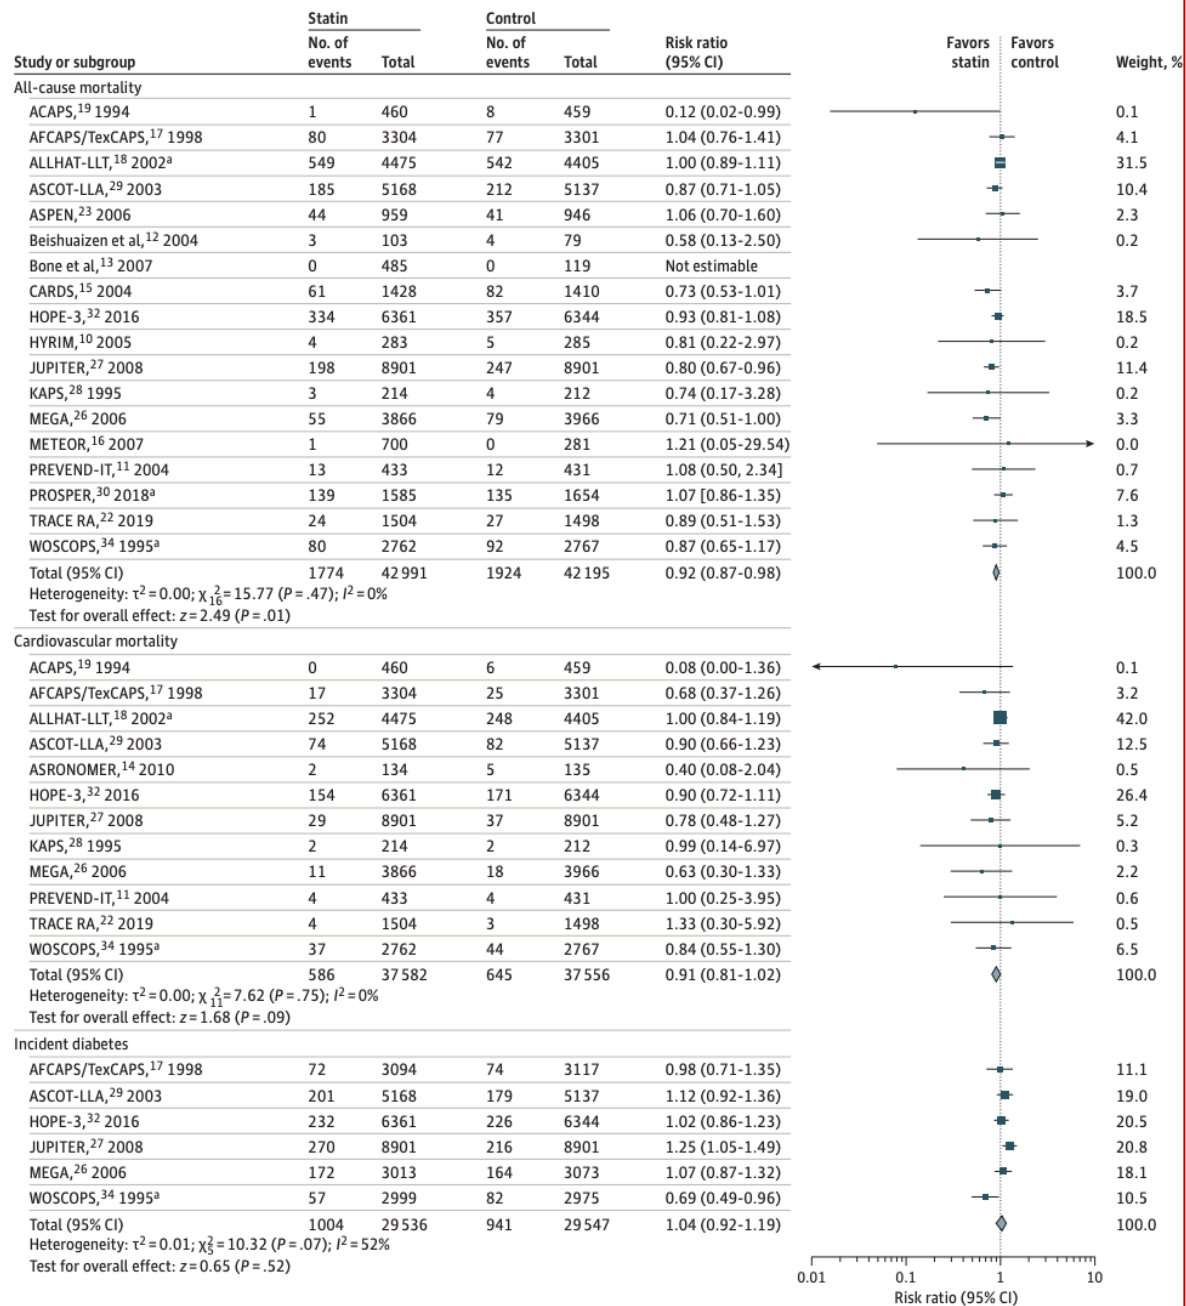 Statin Control
No. of No. of Risk ratio Favors Favors
Study or subgroup events Total events Total (95% CI) statin control Weight, %
All-cause mortality
ACAPS,19 1994 1 460 8 459 0.12 (0.02-0.99) 0.1
AFCAPS/TexCAPS,17 1998 80 3304 77 3301 1.04 (0.76-1.41) 4.1
ALLHAT-LLT,18 2002a 549 4475 542 4405 1.00 (0.89-1.11) 31.5
ASCOT-LLA,29 2003 185 5168 212 5137 0.87 (0.71-1.05) 10.4
ASPEN,23 2006 44 959 41 946 1.06 (0.70-1.60) 2.3
Beishuaizen et al,12 2004 3 103 4 79 0.58 (0.13-2.50) 0.2
Bone et al,13 2007 0 485 0 119 Not estimable
CARDS,15 2004 61 1428 82 1410 0.73 (0.53-1.01) 3.7
HOPE-3,32 2016 334 6361 357 6344 0.93 (0.81-1.08) 18.5
HYRIM,10 2005 4 283 5 285 0.81 (0.22-2.97) 0.2
JUPITER,27 2008 198 8901 247 8901 0.80 (0.67-0.96) 11.4
KAPS,28 1995 3 214 4 212 0.74 (0.17-3.28) 0.2
MEGA,26 2006 55 3866 79 3966 0.71 (0.51-1.00) 3.3
METEOR,16 2007 1 700 0 281 1.21 (0.05-29.54) 0.0
PREVEND-IT,11 2004 13 433 12 431 1.08 (0.50, 2.34] 0.7
PROSPER,30 2018a 139 1585 135 1654 1.07 [0.86-1.35) 7.6
TRACE RA,22 2019 24 1504 27 1498 0.89 (0.51-1.53) 1.3
WOSCOPS,34 1995a 80 2762 92 2767 0.87 (0.65-1.17) 4.5
Total (95% CI) 1774 42 991 1924 42 195 0.92 (0.87-0.98) 100.0
Heterogeneity: τ2 = 0.00; χ216 = 15.77 (P = .47); I2 = 0%
Test for overall effect: z = 2.49 (P = .01)
Cardiovascular mortality
ACAPS,19 1994 0 460 6 459 0.08 (0.00-1.36) 0.1
AFCAPS/TexCAPS,17 1998 17 3304 25 3301 0.68 (0.37-1.26) 3.2
ALLHAT-LLT,18 2002a 252 4475 248 4405 1.00 (0.84-1.19) 42.0
ASCOT-LLA,29 2003 74 5168 82 5137 0.90 (0.66-1.23) 12.5
ASRONOMER,14 2010 2 134 5 135 0.40 (0.08-2.04) 0.5
HOPE-3,32 2016 154 6361 171 6344 0.90 (0.72-1.11) 26.4
JUPITER,27 2008 29 8901 37 8901 0.78 (0.48-1.27) 5.2
KAPS,28 1995 2 214 2 212 0.99 (0.14-6.97) 0.3
MEGA,26 2006 11 3866 18 3966 0.63 (0.30-1.33) 2.2
PREVEND-IT,11 2004 4 433 4 431 1.00 (0.25-3.95) 0.6
TRACE RA,22 2019 4 1504 3 1498 1.33 (0.30-5.92) 0.5
WOSCOPS,34 1995a 37 2762 44 2767 0.84 (0.55-1.30) 6.5
Total (95% CI) 586 37 582 645 37 556 0.91 (0.81-1.02) 100.0
Heterogeneity: τ2 = 0.00; χ211 = 7.62 (P = .75); I2 = 0%
Test for overall effect: z = 1.68 (P = .09)
Incident diabetes
AFCAPS/TexCAPS,17 1998 72 3094 74 3117 0.98 (0.71-1.35) 11.1
ASCOT-LLA,29 2003 201 5168 179 5137 1.12 (0.92-1.36) 19.0
HOPE-3,32 2016 232 6361 226 6344 1.02 (0.86-1.23) 20.5
JUPITER,27 2008 270 8901 216 8901 1.25 (1.05-1.49) 20.8
MEGA,26 2006 172 3013 164 3073 1.07 (0.87-1.32) 18.1
WOSCOPS,34 1995a 57 2999 82 2975 0.69 (0.49-0.96) 10.5
Total (95% CI) 1004 29 536 941 29 547 1.04 (0.92-1.19) 100.0
Heterogeneity: τ2 = 0.01; χ25 = 10.32 (P = .07); I2 = 52%
Test for overall effect: z = 0.65 (P = .52)
0.01 0.1 1 10
Risk ratio (95% CI)